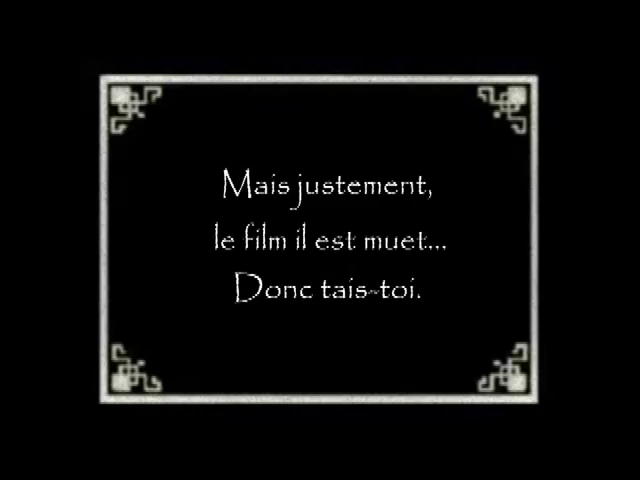 Mais justement,
le film il est muet...
Donc tais-toi.